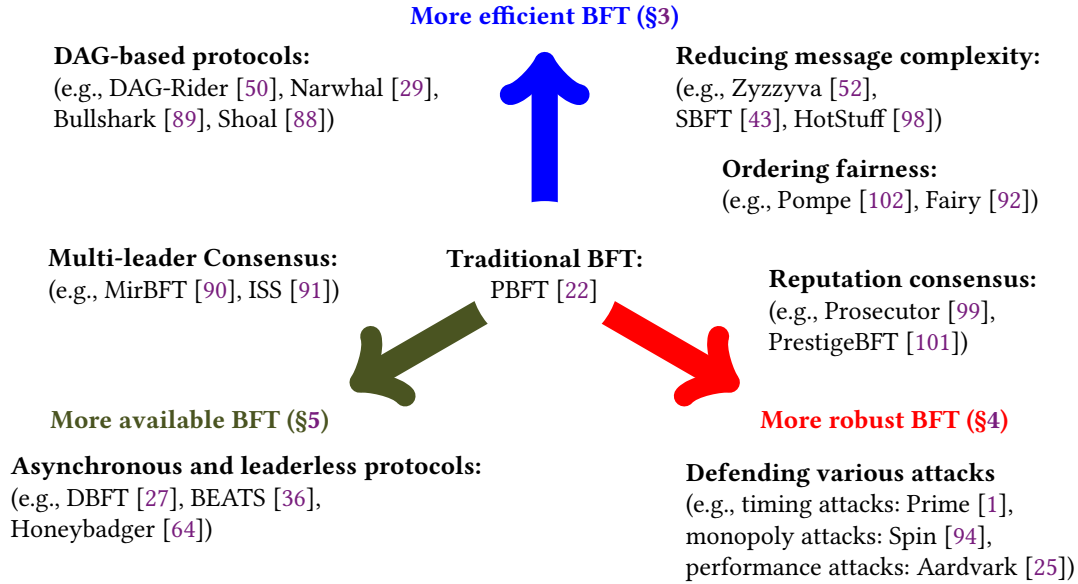 More efficient BFT (§3)
DAG-based protocols:
(e.g., DAG-Rider [50], Narwhal [29],
Bullshark [89], Shoal [88])
Reducing message complexity:
(e.g., Zyzzyva [52],
SBFT [43], HotStuff [98])
Ordering fairness:
(e.g., Pompe [102], Fairy [92])
Multi-leader Consensus:
(e.g., MirBFT [90], ISS [91])
Traditional BFT:
PBFT [22]
Reputation consensus:
(e.g., Prosecutor [99],
PrestigeBFT [101])
More available BFT (§5)
More robust BFT (§4)
Asynchronous and leaderless protocols:
(e.g., DBFT [27], BEATS [36],
Honeybadger [64])
Defending various attacks
(e.g., timing attacks: Prime [1],
monopoly attacks: Spin [94],
performance attacks: Aardvark [25])